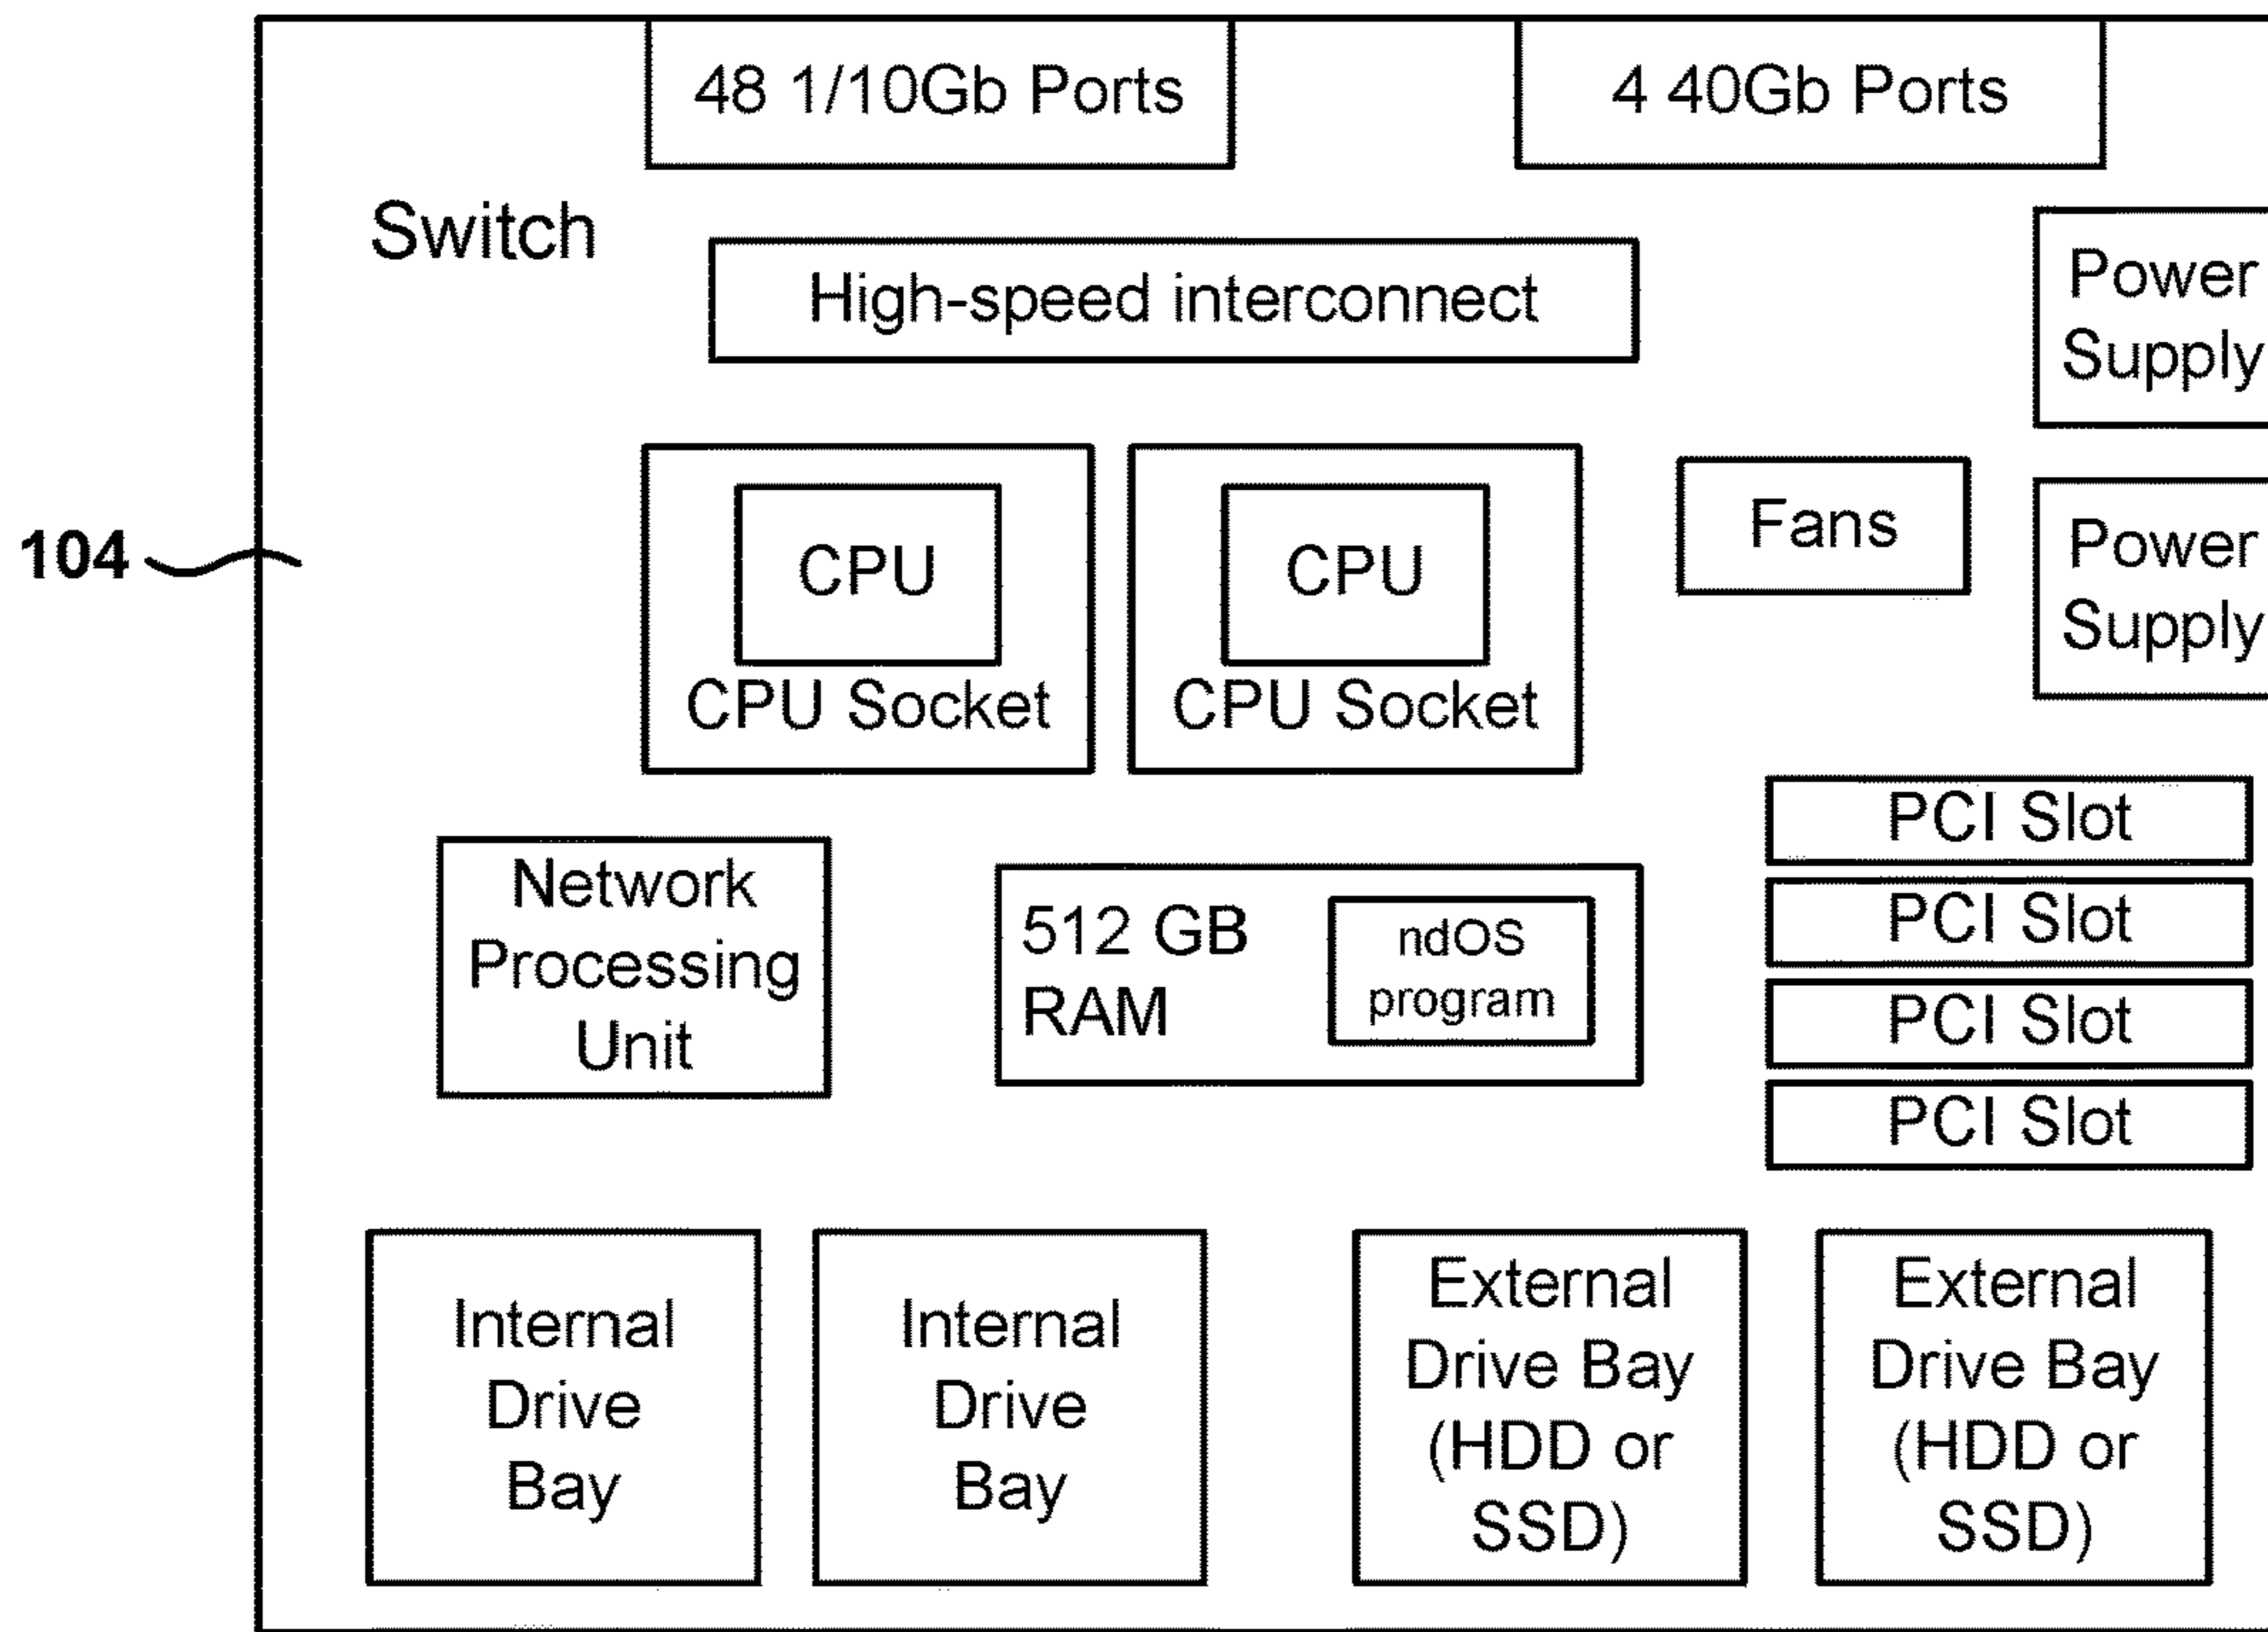 48 1/10Gb Ports
4 40Gb Ports
Switch
High-speed interconnect
Power
Supply
104
CPU
CPU Socket
CPU
CPU Socket
Fans
Power
Supply
Network
Processing
Unit
512 GB
RAM
ndOS
program
PCI Slot
PCI Slot
PCI Slot
PCI Slot
Internal
Drive
Bay
Internal
Drive
Bay
External
Drive Bay
(HDD or
SSD)
External
Drive Bay
(HDD or
SSD)